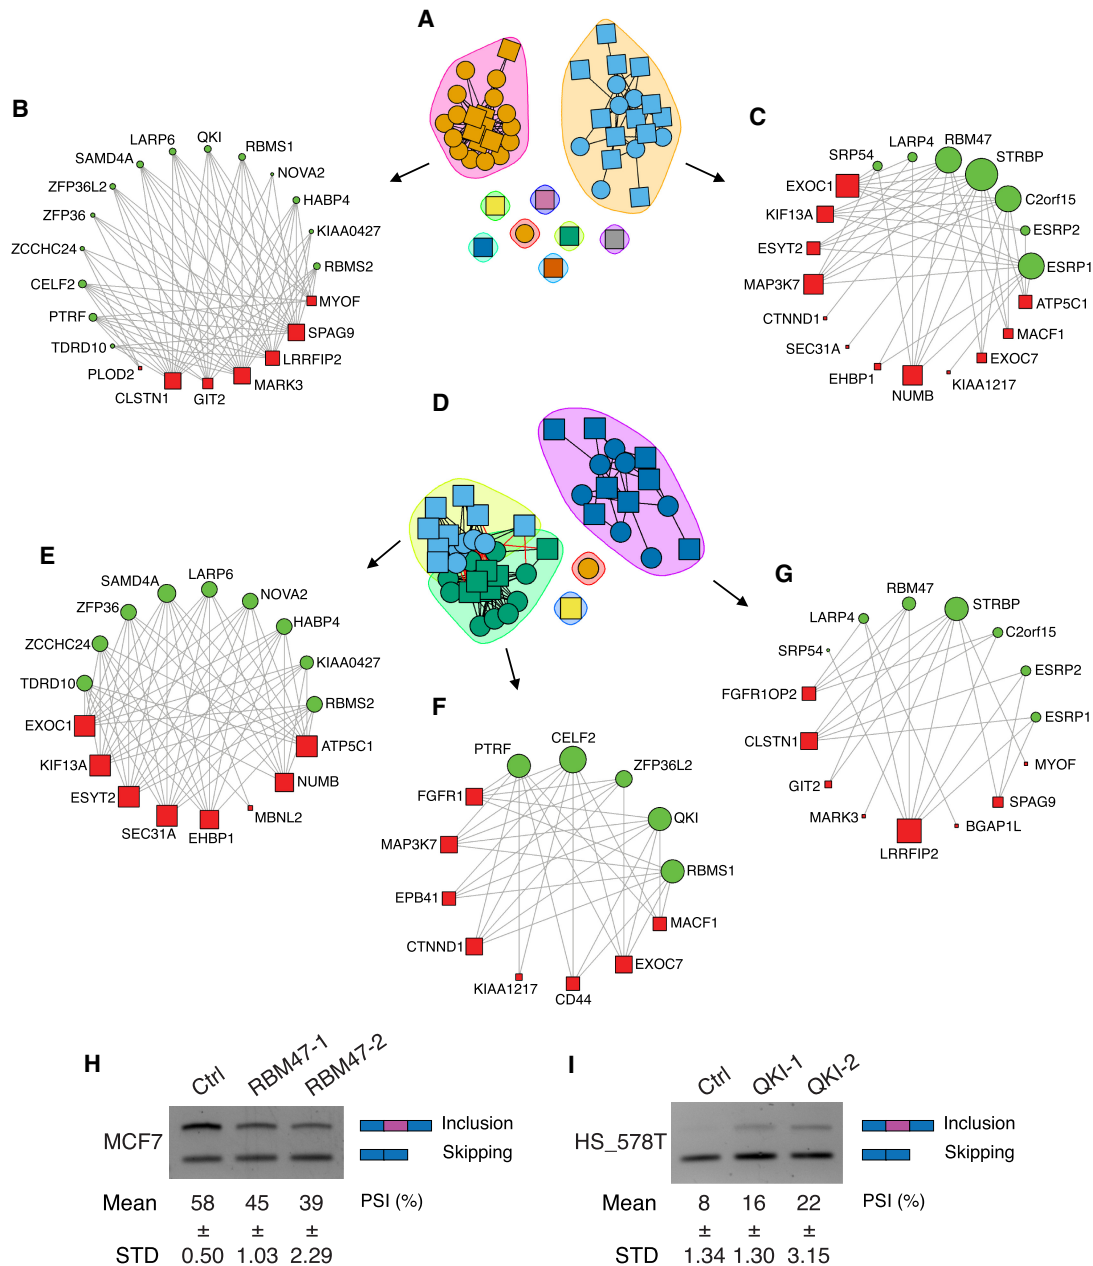 A
B
LARP6
QKI
RBMS1
SAMD4A
NOVA2
ZFP36L2
HABP4
ZFP36
KIAA0427
ZCCHC24
RBMS2
CELF2
MYOF
PTRF
SPAG9
TDRD10
LRRFIP2
PLOD2
MARK3
CLSTN1
GIT2
C
LARP4
RBM47
SRP54
STRBP
EXOC1
C2orf15
KIF13A
ESRP2
ESYT2
ESRP1
MAP3K7
ATP5C1
CTNND1
MACF1
SEC31A
EXOC7
EHBP1
KIAA1217
NUMB
D
E
SAMD4A
LARP6
NOVA2
ZFP36
HABP4
ZCCHC24
KIAA0427
TDRD10
RBMS2
EXOC1
ATP5C1
KIF13A
NUMB
ESYT2
MBNL2
SEC31A
EHBP1
F
PTRF
CELF2
ZFP36L2
FGFR1
QKI
MAP3K7
RBMS1
EPB41
MACF1
CTNND1
EXOC7
KIAA1217
CD44
G
RBM47
STRBP
LARP4
C2orf15
SRP54
ESRP2
FGFR1OP2
ESRP1
CLSTN1
MYOF
GIT2
SPAG9
MARK3
BGAP1L
LRRFIP2
H
Ctrl RBM47-1 RBM47-2
MCF7
Inclusion
Skipping
Mean 58 45 39 PSI (%)
± ± ±
STD 0.50 1.03 2.29
I
Ctrl QKI-1 QKI-2
HS_578T
Inclusion
Skipping
Mean 8 16 22 PSI (%)
± ± ±
STD 1.34 1.30 3.15